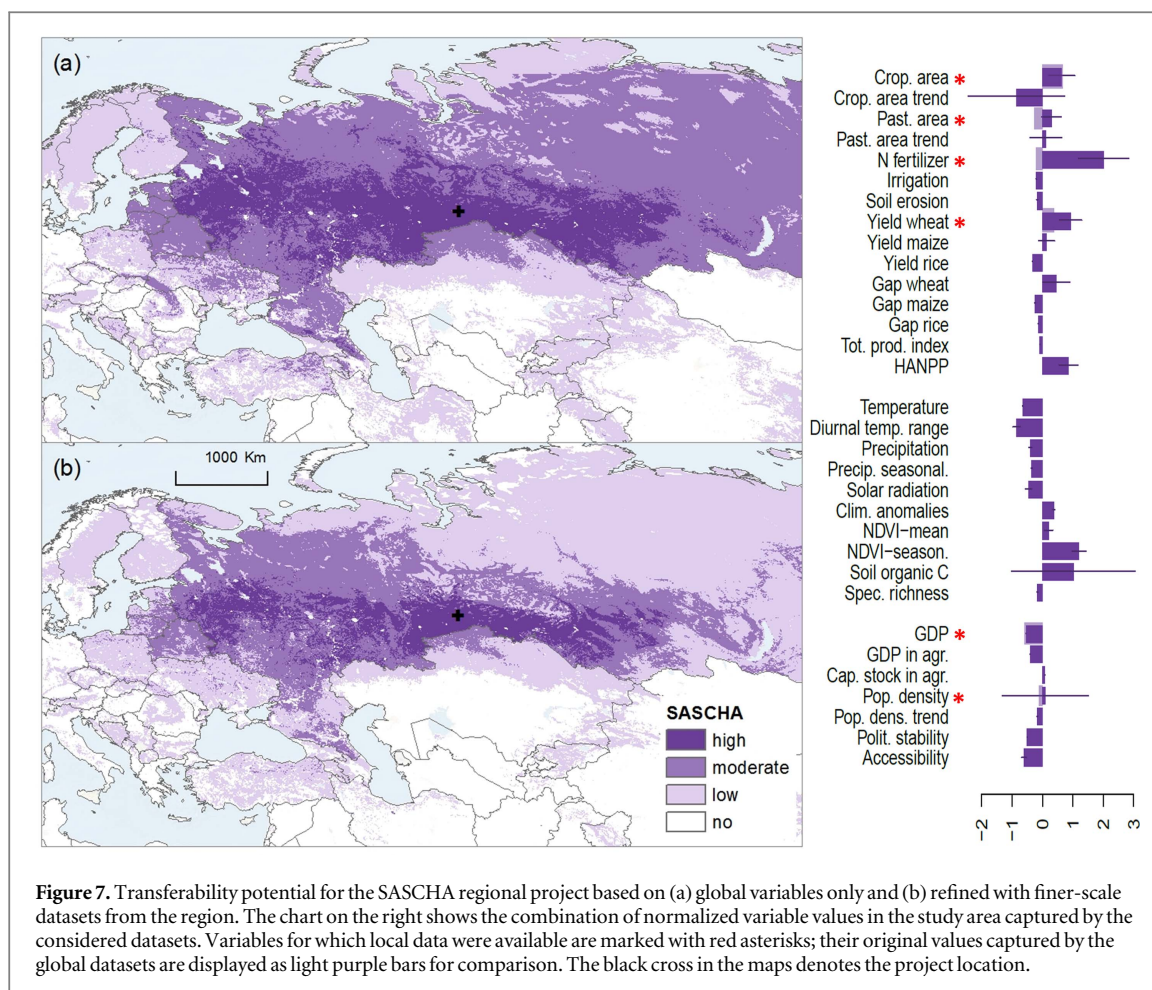 (a)
(b)
1000 Km
SASCHA
high
moderate
low
no
Crop. area *
Crop. area trend
Past. area *
Past. area trend
N fertilizer *
Irrigation
Soil erosion
Yield wheat *
Yield maize
Yield rice
Gap wheat
Gap maize
Gap rice
Tot. prod. index
HANPP
Temperature
Diurnal temp. range
Precipitation
Precip. seasonal.
Solar radiation
Clim. anomalies
NDVI−mean
NDVI−season.
Soil organic C
Spec. richness
GDP *
GDP in agr.
Cap. stock in agr.
Pop. density *
Pop. dens. trend
Polit. stability
Accessibility
−2 −1 0 1 2 3
Figure 7. Transferability potential for the SASCHA regional project based on (a) global variables only and (b) refined with finer-scale
datasets from the region. The chart on the right shows the combination of normalized variable values in the study area captured by the
considered datasets. Variables for which local data were available are marked with red asterisks; their original values captured by the
global datasets are displayed as light purple bars for comparison. The black cross in the maps denotes the project location.